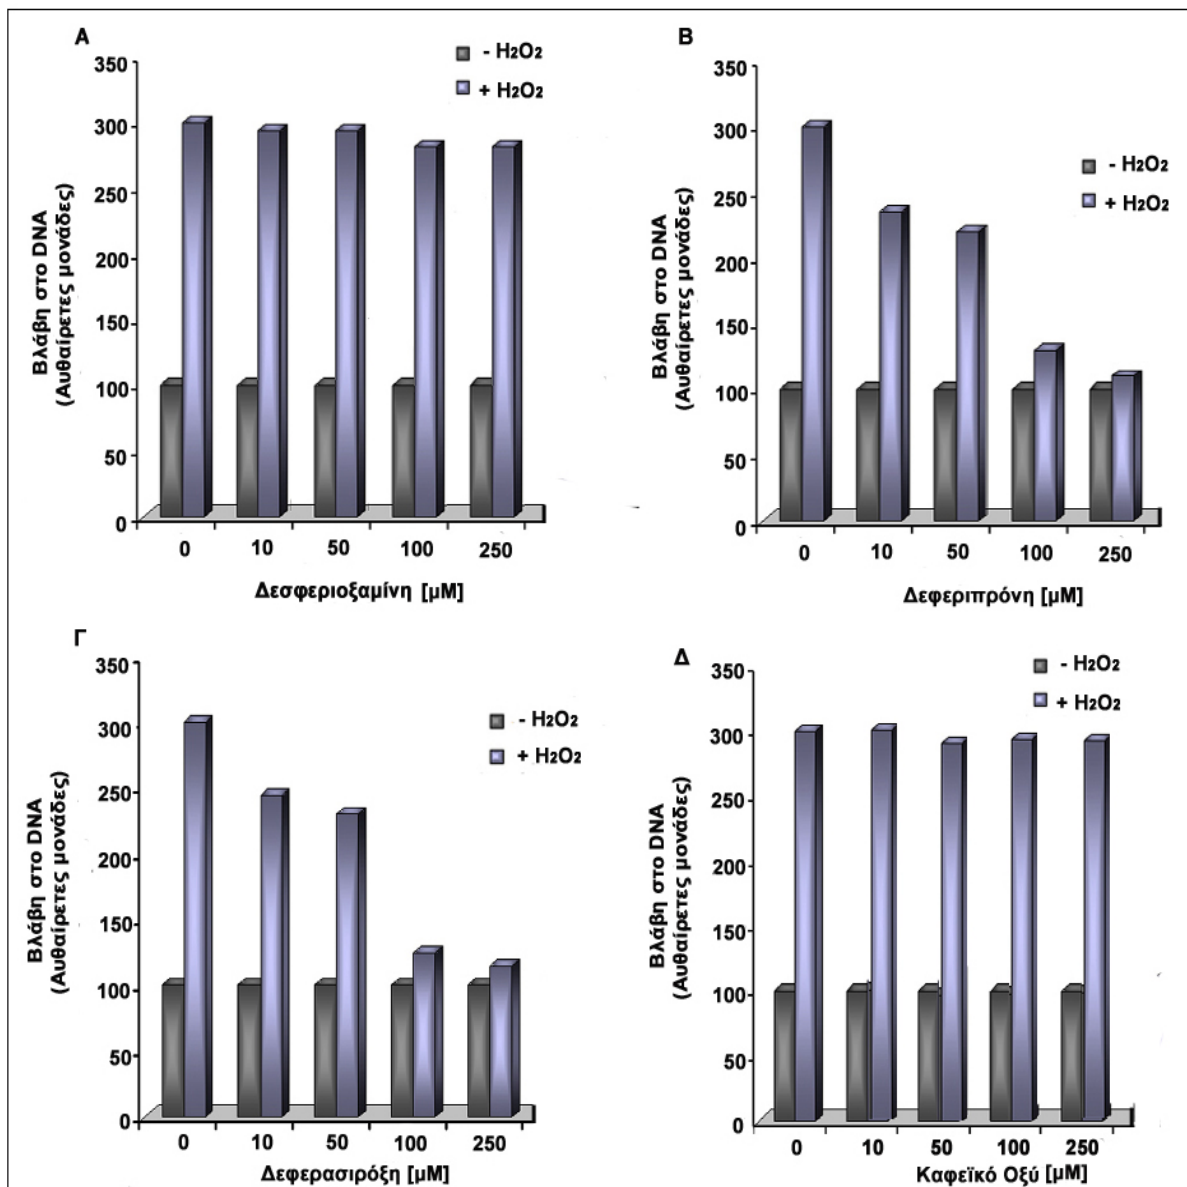 Α
- H2O2
+ H2O2
350
300
250
200
150
100
50
0
Βλάβη στο DNA
(Αυθαίρετες μονάδες)
0 10 50 100 250
Δεσφεριοξαμίνη [μM]
Β
- H2O2
+ H2O2
350
300
250
200
150
100
50
0
Βλάβη στο DNA
(Αυθαίρετες μονάδες)
0 10 50 100 250
Δεφεριπρόνη [μM]
Γ
- H2O2
+ H2O2
350
300
250
200
150
100
50
0
Βλάβη στο DNA
(Αυθαίρετες μονάδες)
0 10 50 100 250
Δεφερασιρόξη [μM]
Δ
- H2O2
+ H2O2
350
300
250
200
150
100
50
0
Βλάβη στο DNA
(Αυθαίρετες μονάδες)
0 10 50 100 250
Καφεϊκό Οξύ [μM]